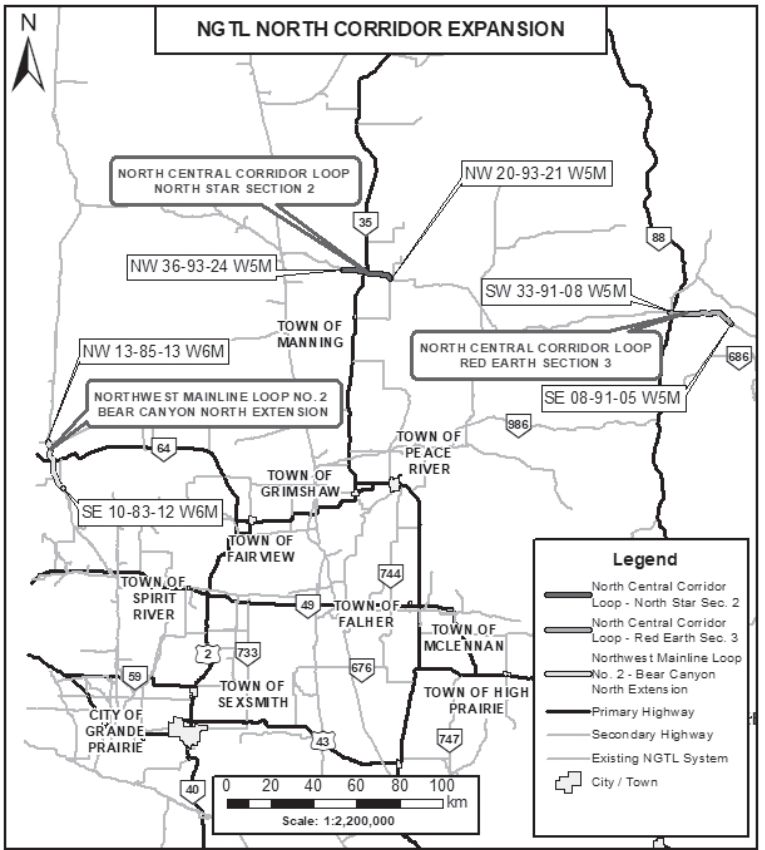 NGTL NORTH CORRIDOR EXPANSION
N
NORTH CENTRAL CORRIDOR LOOP
NORTH STAR SECTION 2
NW 20-93-21 W5M
35
88
NW 36-93-24 W5M
SW 33-91-08 W5M
TOWN OF
MANNING
NORTH CENTRAL CORRIDOR LOOP
RED EARTH SECTION 3
686
NW 13-85-13 W6M
SE 08-91-05 W5M
NORTHWEST MAINLINE LOOP NO. 2
BEAR CANYON NORTH EXTENSION
986
64
TOWN OF
PEACE
RIVER
TOWN OF
GRIMSHAW
SE 10-83-12 W6M
TOWN OF
FAIRVIEW
744
TOWN OF
SPIRIT
RIVER
49
TOWN OF
FALHER
TOWN OF
MCLENNAN
2
733
676
59
TOWN OF
SEXSMITH
TOWN OF HIGH
PRAIRIE
CITY OF
GRANDE
PRAIRIE
43
747
40
0 20 40 60 80 100
km
Scale: 1:2,200,000
Legend
North Central Corridor
Loop - North Star Sec. 2
North Central Corridor
Loop - Red Earth Sec. 3
Northwest Mainline Loop
No. 2 - Bear Canyon
North Extension
Primary Highway
Secondary Highway
Existing NGTL System
City / Town